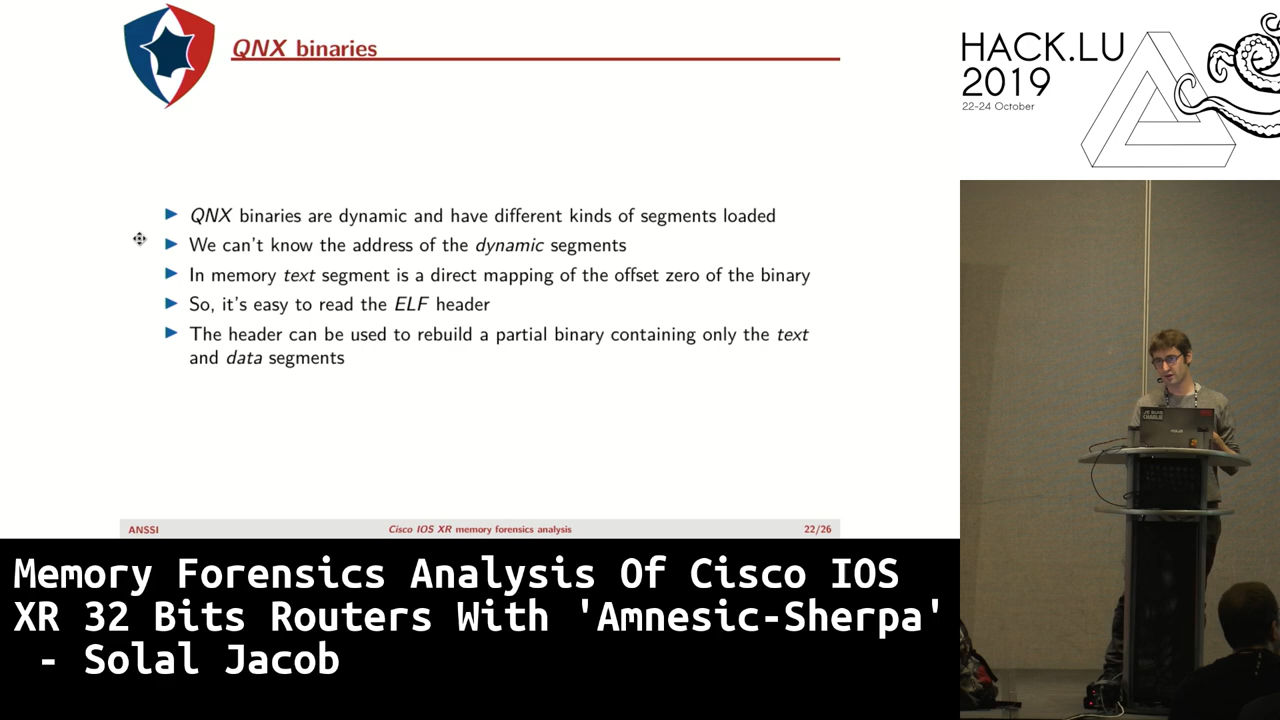 QNX binaries
HACK.LU
2019
22-24 October
QNX binaries are dynamic and have different kinds of segments loaded
We can't know the address of the dynamic segments
In memory text segment is a direct mapping of the offset zero of the binary
So, it's easy to read the ELF header
The header can be used to rebuild a partial binary containing only the text
and data segments
ANSSI
Cisco IOS XR memory forensics analysis
22/26
Memory Forensics Analysis Of Cisco IOS
XR 32 Bits Routers With 'Amnesic-Sherpa'
- Solal Jacob
JE SUIS
CHARLIE